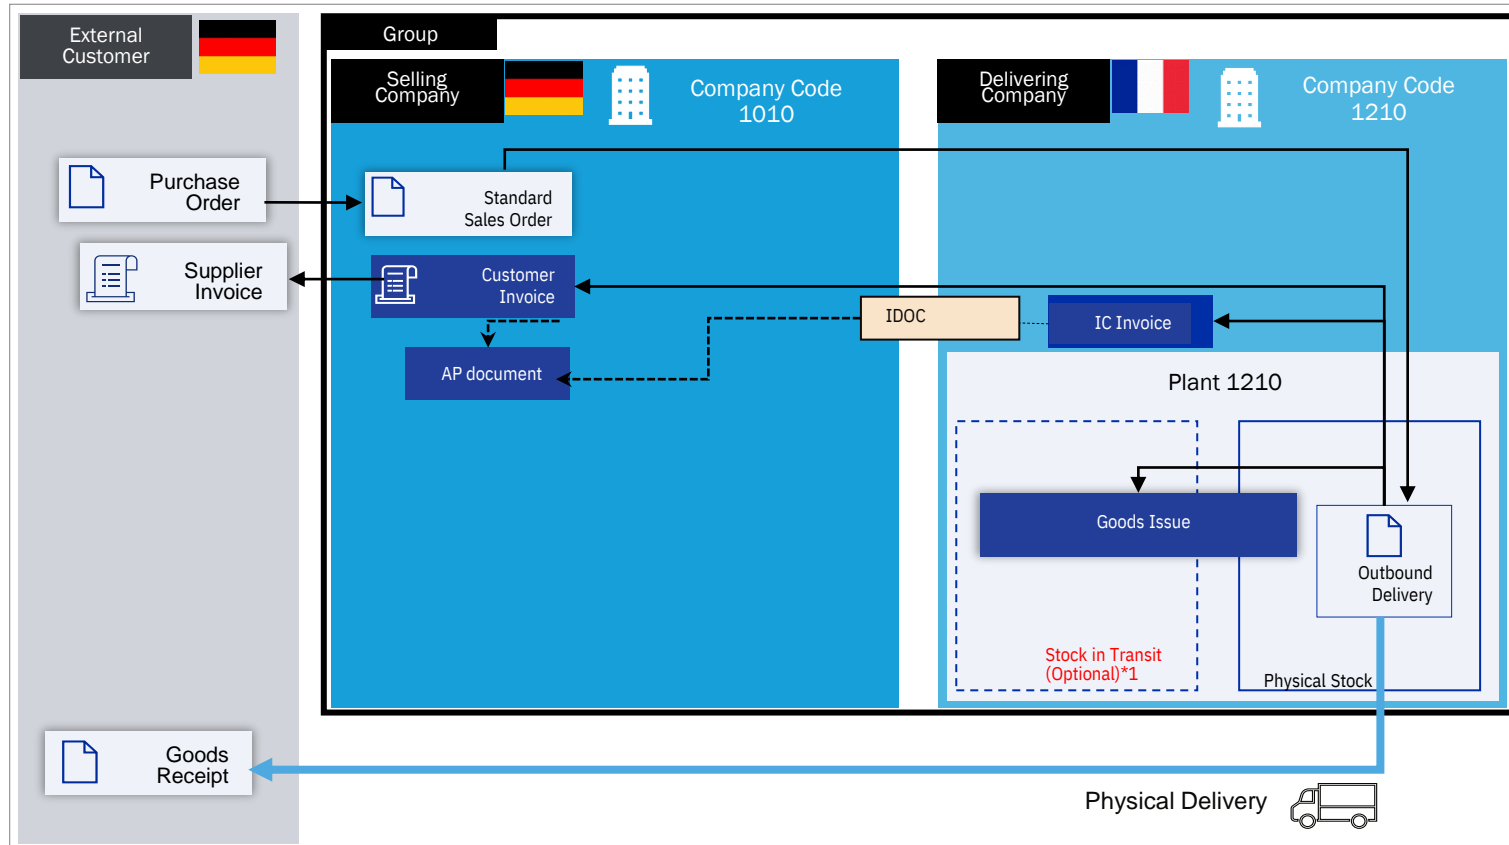 External
Customer
Group
Selling
Company
Company Code
1010
Delivering
Company
Company Code
1210
Purchase
Order
Standard
Sales Order
Supplier
Invoice
Customer
Invoice
IDOC
IC Invoice
AP document
Plant 1210
Goods Issue
Outbound
Delivery
Stock in Transit
(Optional)*1
Physical Stock
Goods
Receipt
Physical Delivery